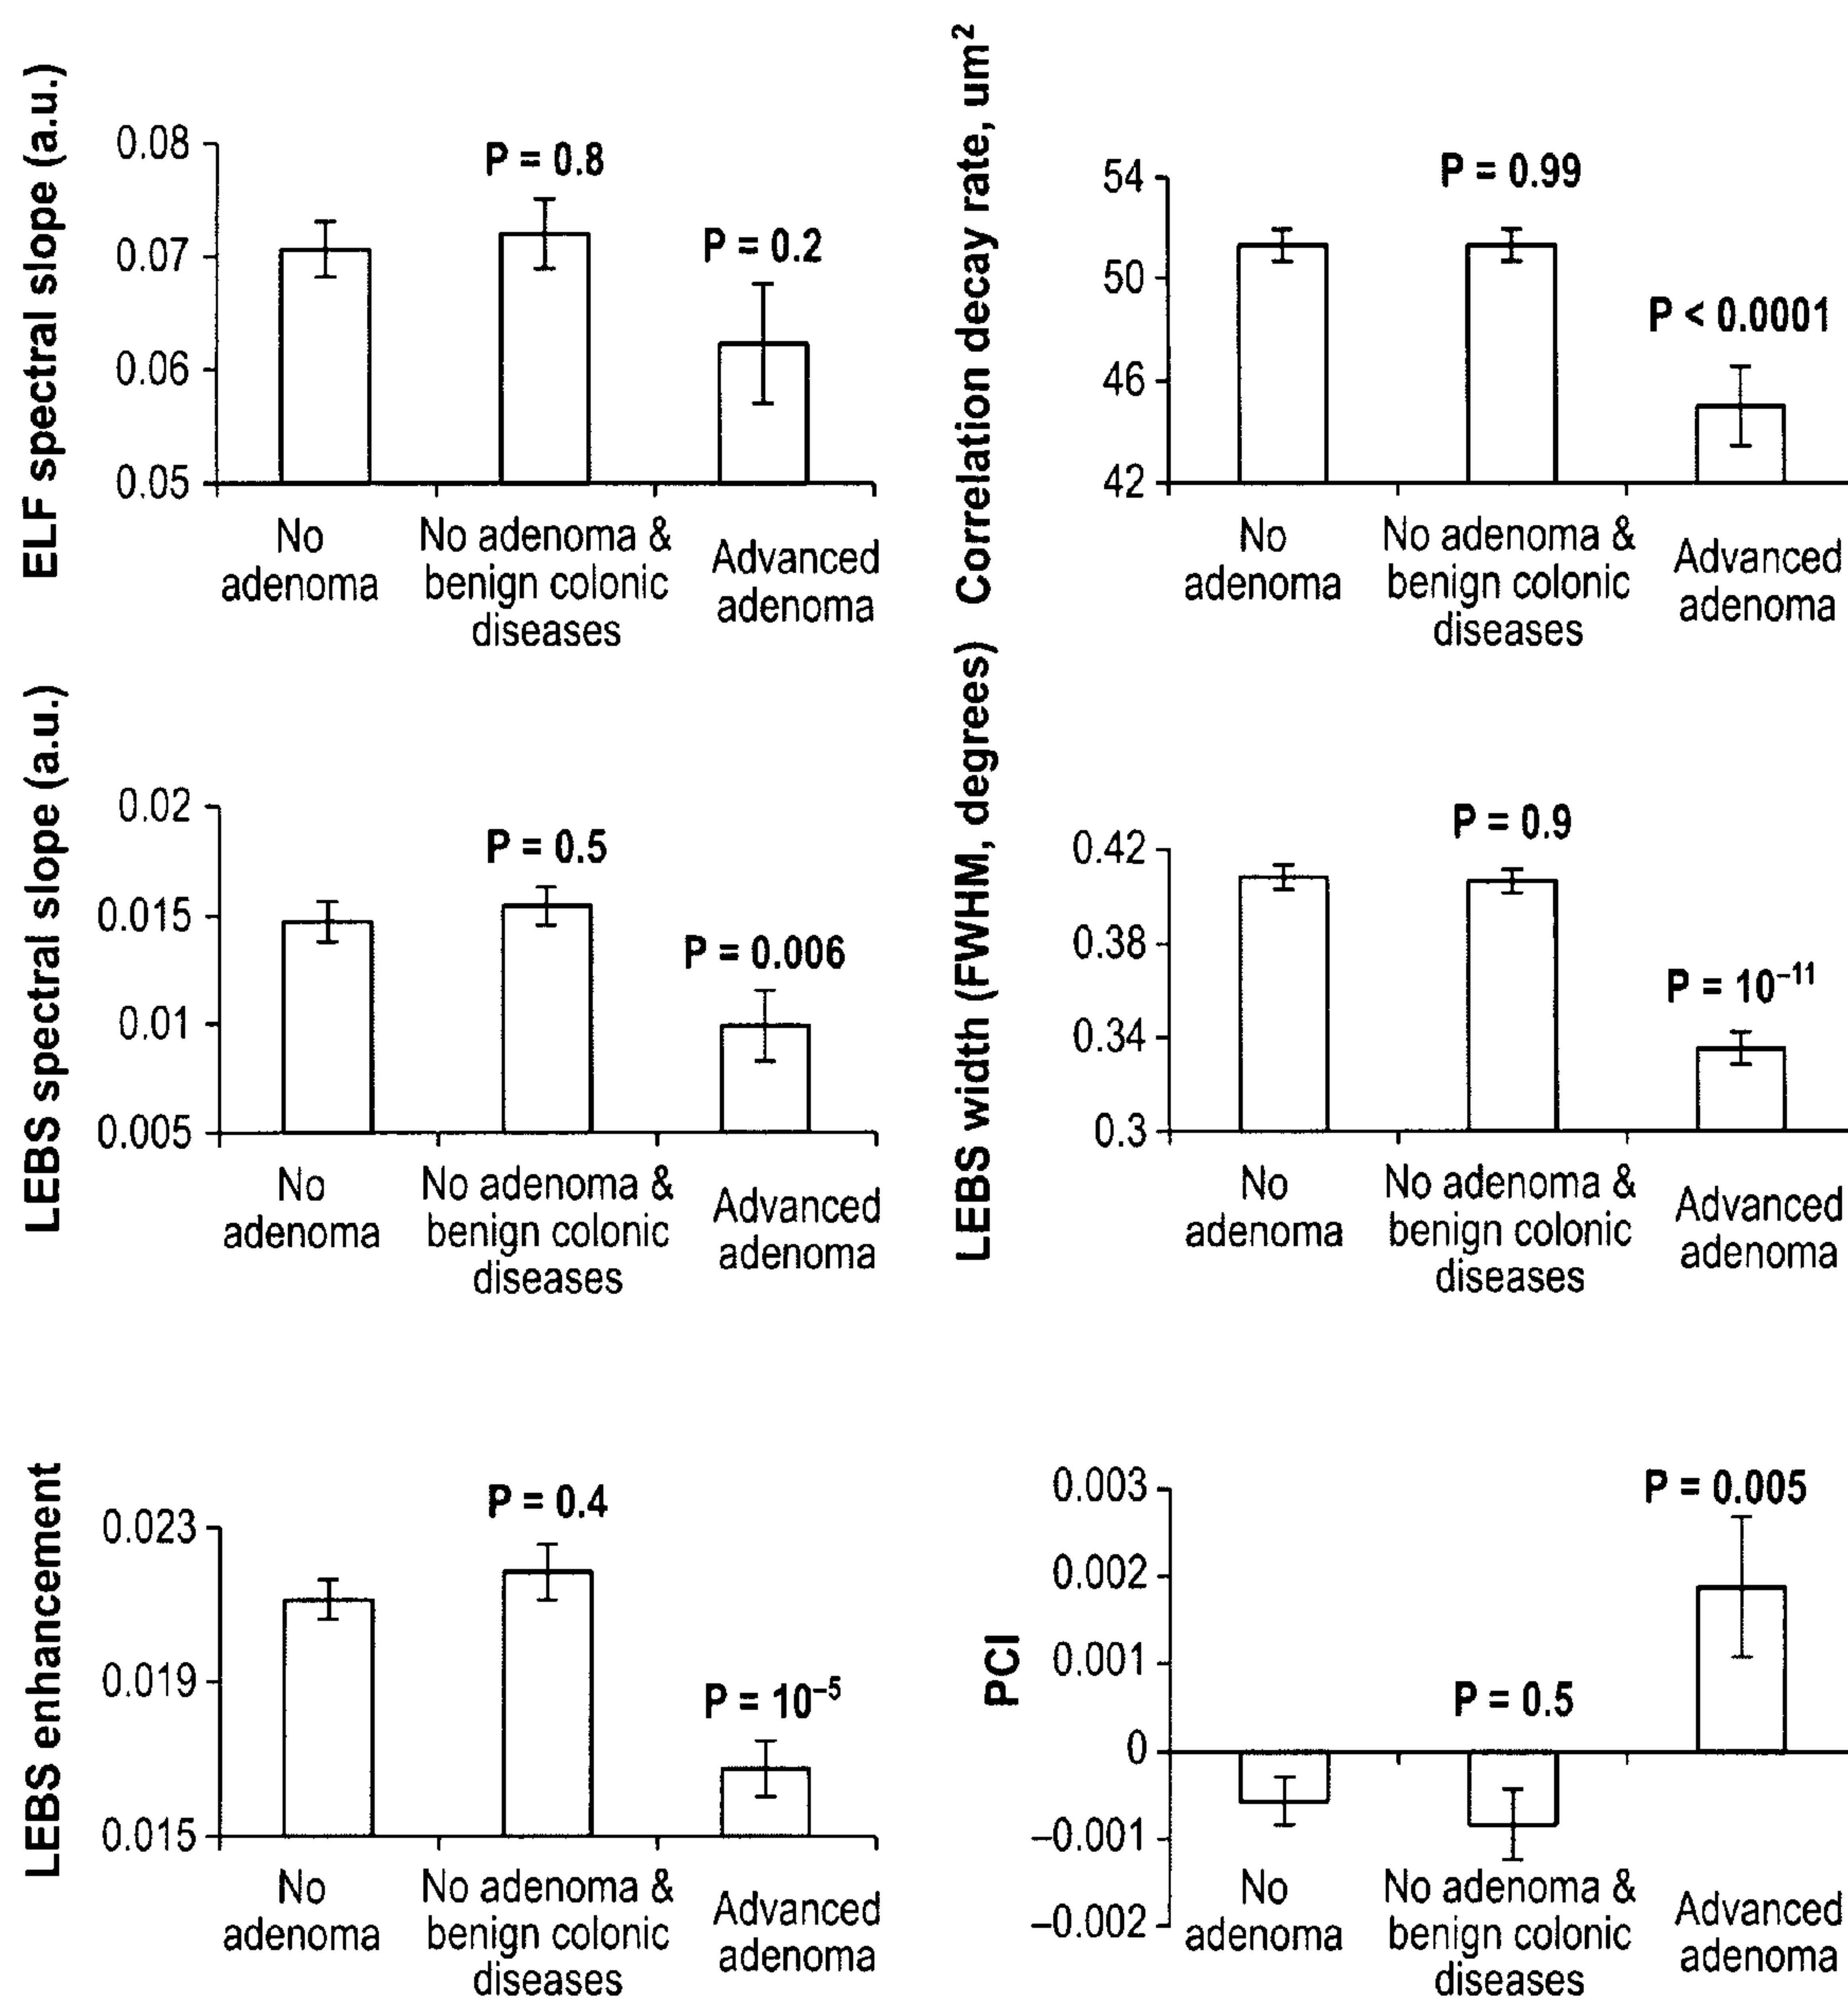 ELF spectral slope (a.u.)
0.08
0.07
0.06
0.05
P = 0.8
P = 0.2
No
adenoma
No adenoma &
benign colonic
diseases
Advanced
adenoma
Correlation decay rate, um²
54
50
46
42
P = 0.99
P < 0.0001
No
adenoma
No adenoma &
benign colonic
diseases
Advanced
adenoma
LEBS spectral slope (a.u.)
0.02
0.015
0.01
0.005
P = 0.5
P = 0.006
No
adenoma
No adenoma &
benign colonic
diseases
Advanced
adenoma
LEBS width (FWHM, degrees)
0.42
0.38
0.34
0.3
P = 0.9
P = 10⁻¹¹
No
adenoma
No adenoma &
benign colonic
diseases
Advanced
adenoma
LEBS enhancement
0.023
0.019
0.015
P = 0.4
P = 10⁻⁵
No
adenoma
No adenoma &
benign colonic
diseases
Advanced
adenoma
PCI
0.003
0.002
0.001
0
–0.001
–0.002
P = 0.5
P = 0.005
No
adenoma
No adenoma &
benign colonic
diseases
Advanced
adenoma